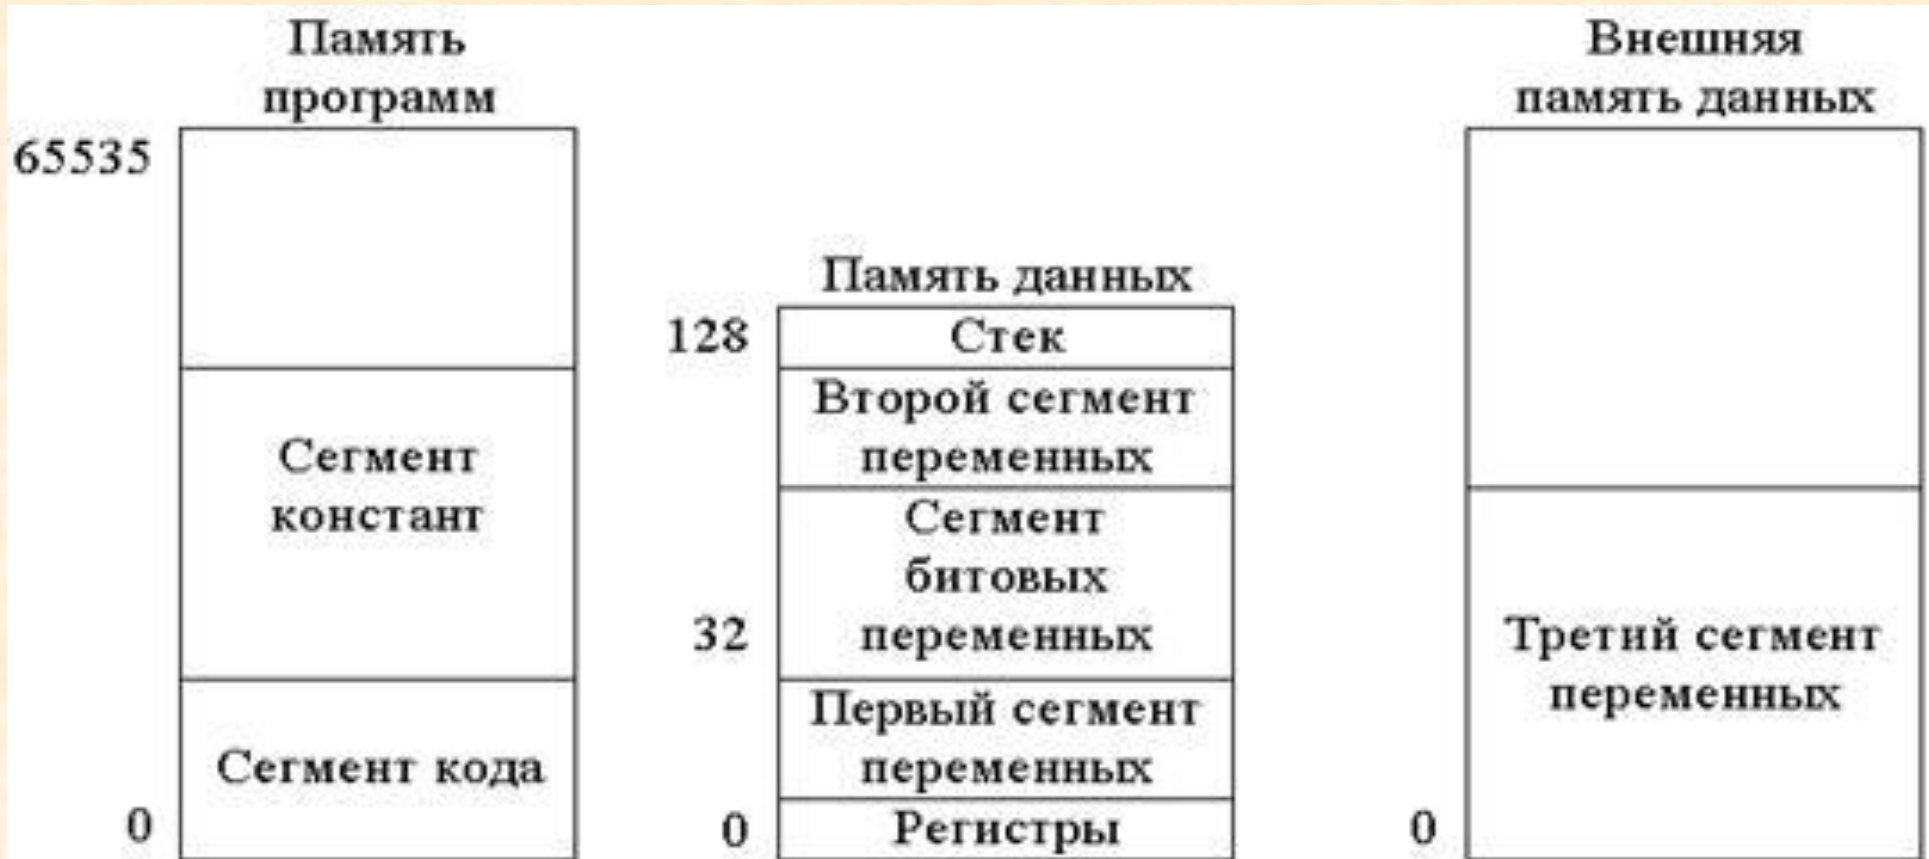 Память
программ
65535
Сегмент
констант
Сегмент кода
0
Память данных
128
Стек
Второй сегмент
переменных
Сегмент
битовых
переменных
32
Первый сегмент
переменных
0
Регистры
Внешняя
память данных
Третий сегмент
переменных
0